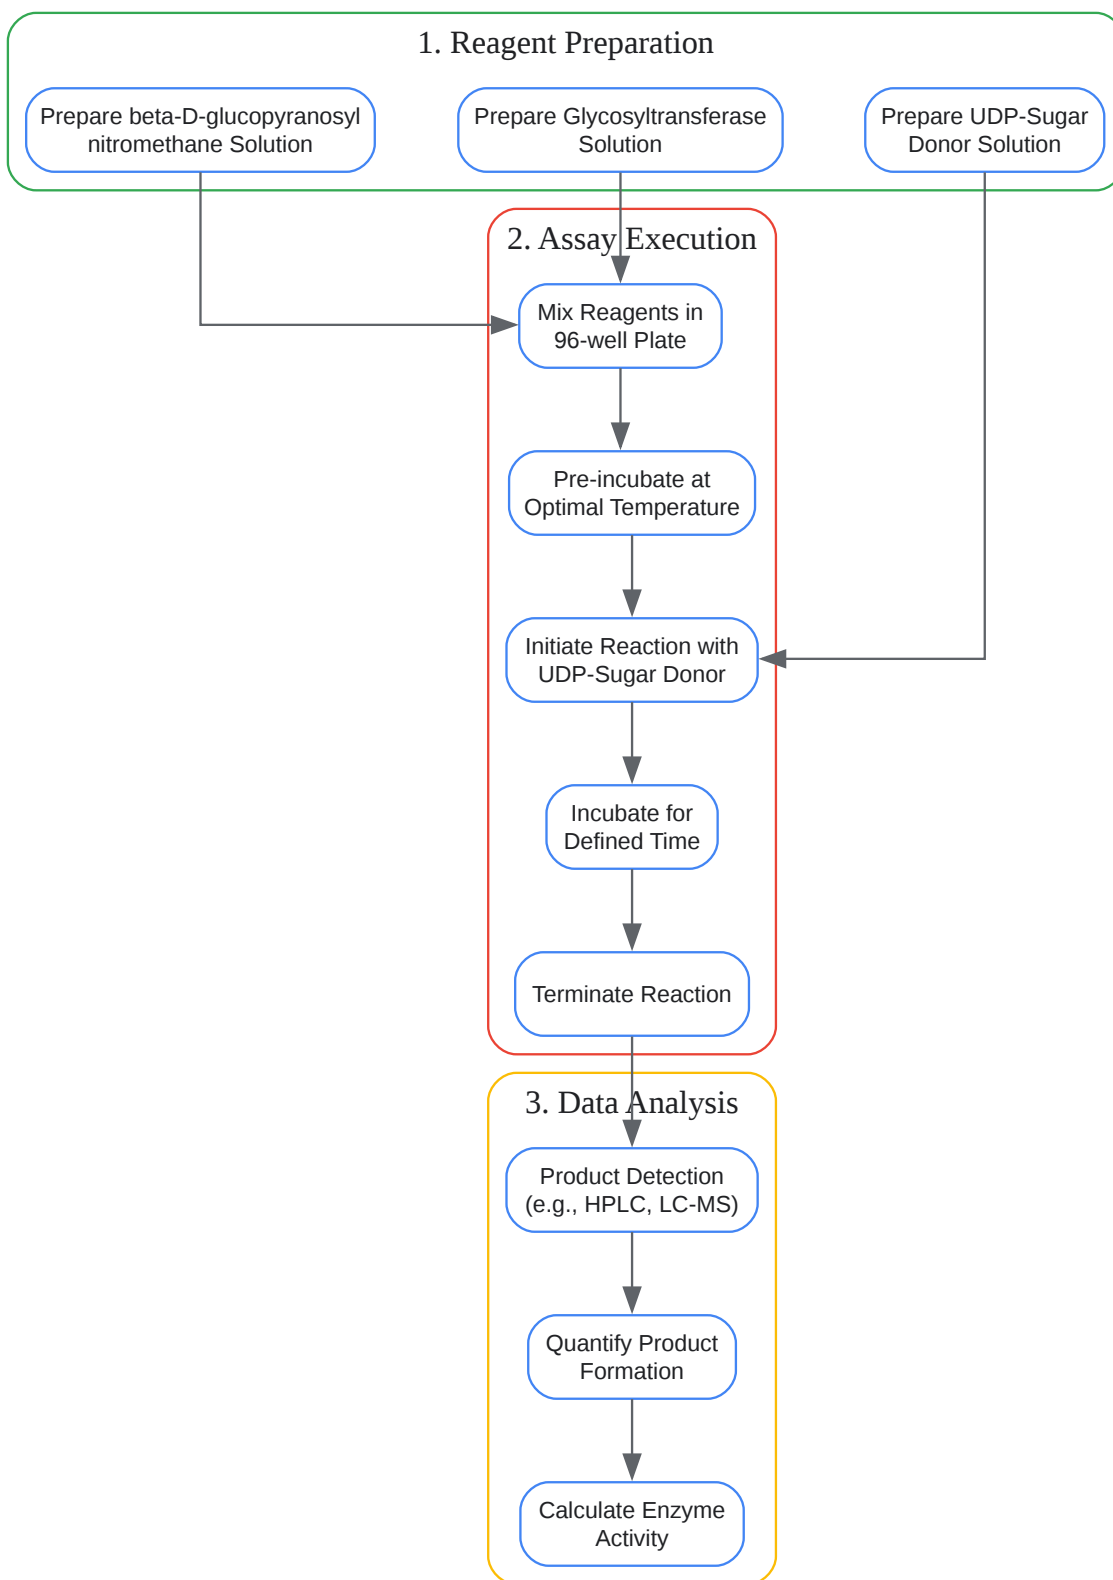 1. Reagent Preparation
Prepare beta-D-glucopyranosyl
nitromethane Solution
Prepare Glycosyltransferase
Solution
Prepare UDP-Sugar
Donor Solution
2. Assay Execution
Mix Reagents in
96-well Plate
Pre-incubate at
Optimal Temperature
Initiate Reaction with
UDP-Sugar Donor
Incubate for
Defined Time
Terminate Reaction
3. Data Analysis
Product Detection
(e.g., HPLC, LC-MS)
Quantify Product
Formation
Calculate Enzyme
Activity